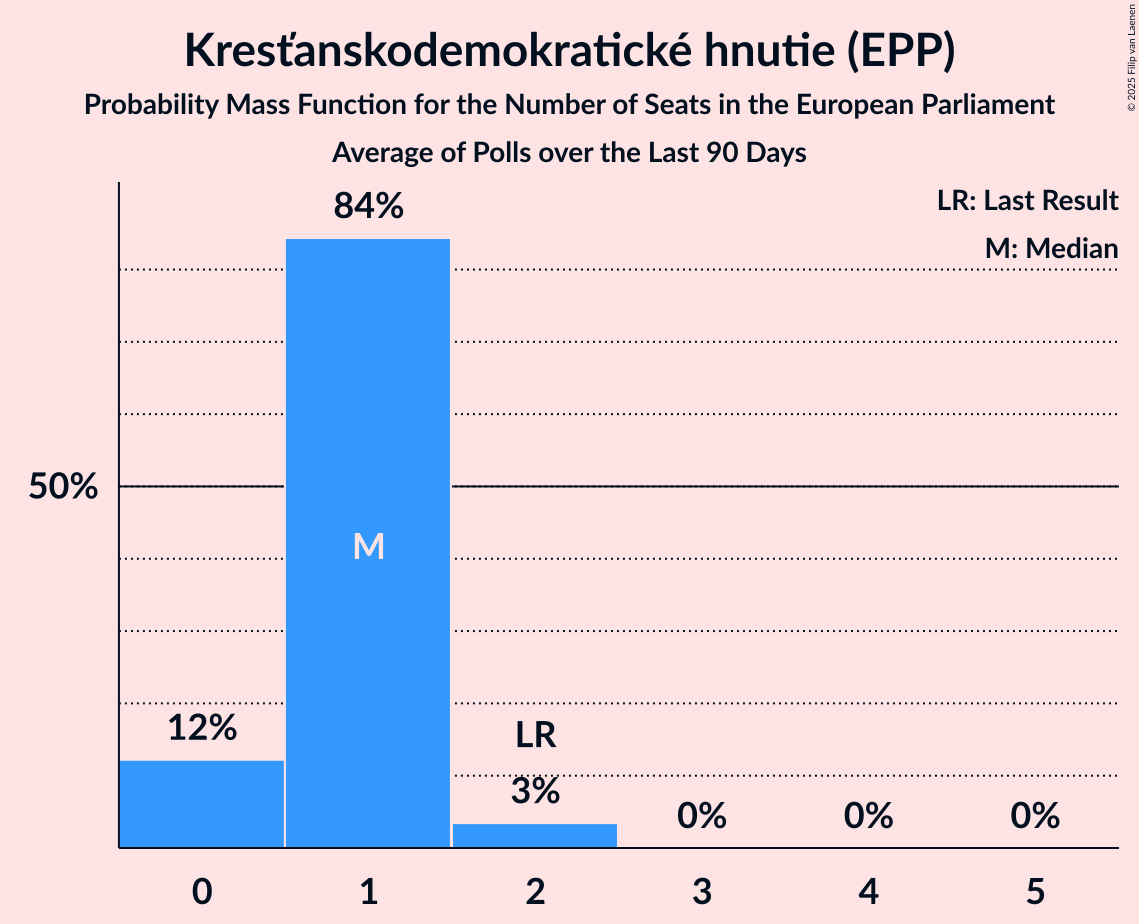 Kresťanskodemokratické hnutie (EPP)
Probability Mass Function for the Number of Seats in the European Parliament
Average of Polls over the Last 90 Days
© 2025 Filip van Laenen
LR: Last Result
M: Median
84%
50%
M
12%
LR
3%
0%
0%
0%
0
1
2
3
4
5